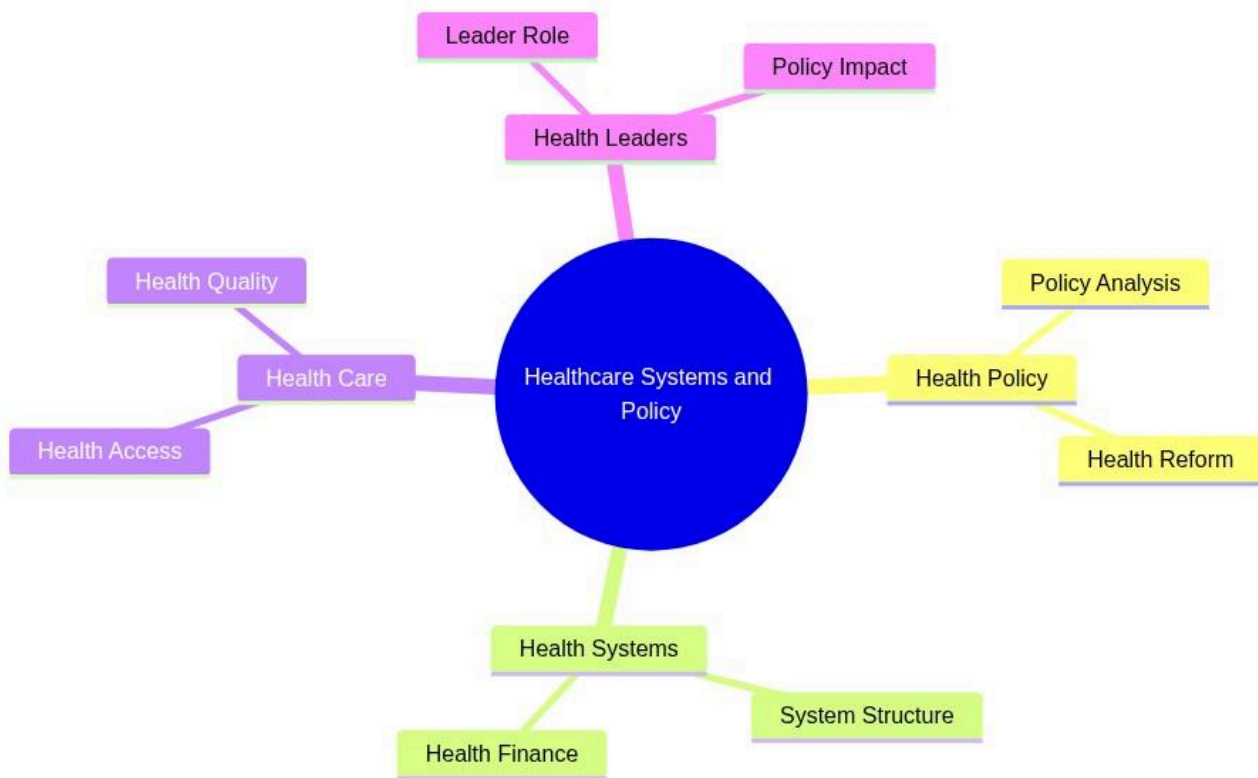 Leader Role
Policy Impact
Health Leaders
Health Quality
Policy Analysis
Health Care
Healthcare Systems and
Policy
Health Policy
Health Access
Health Reform
Health Systems
System Structure
Health Finance